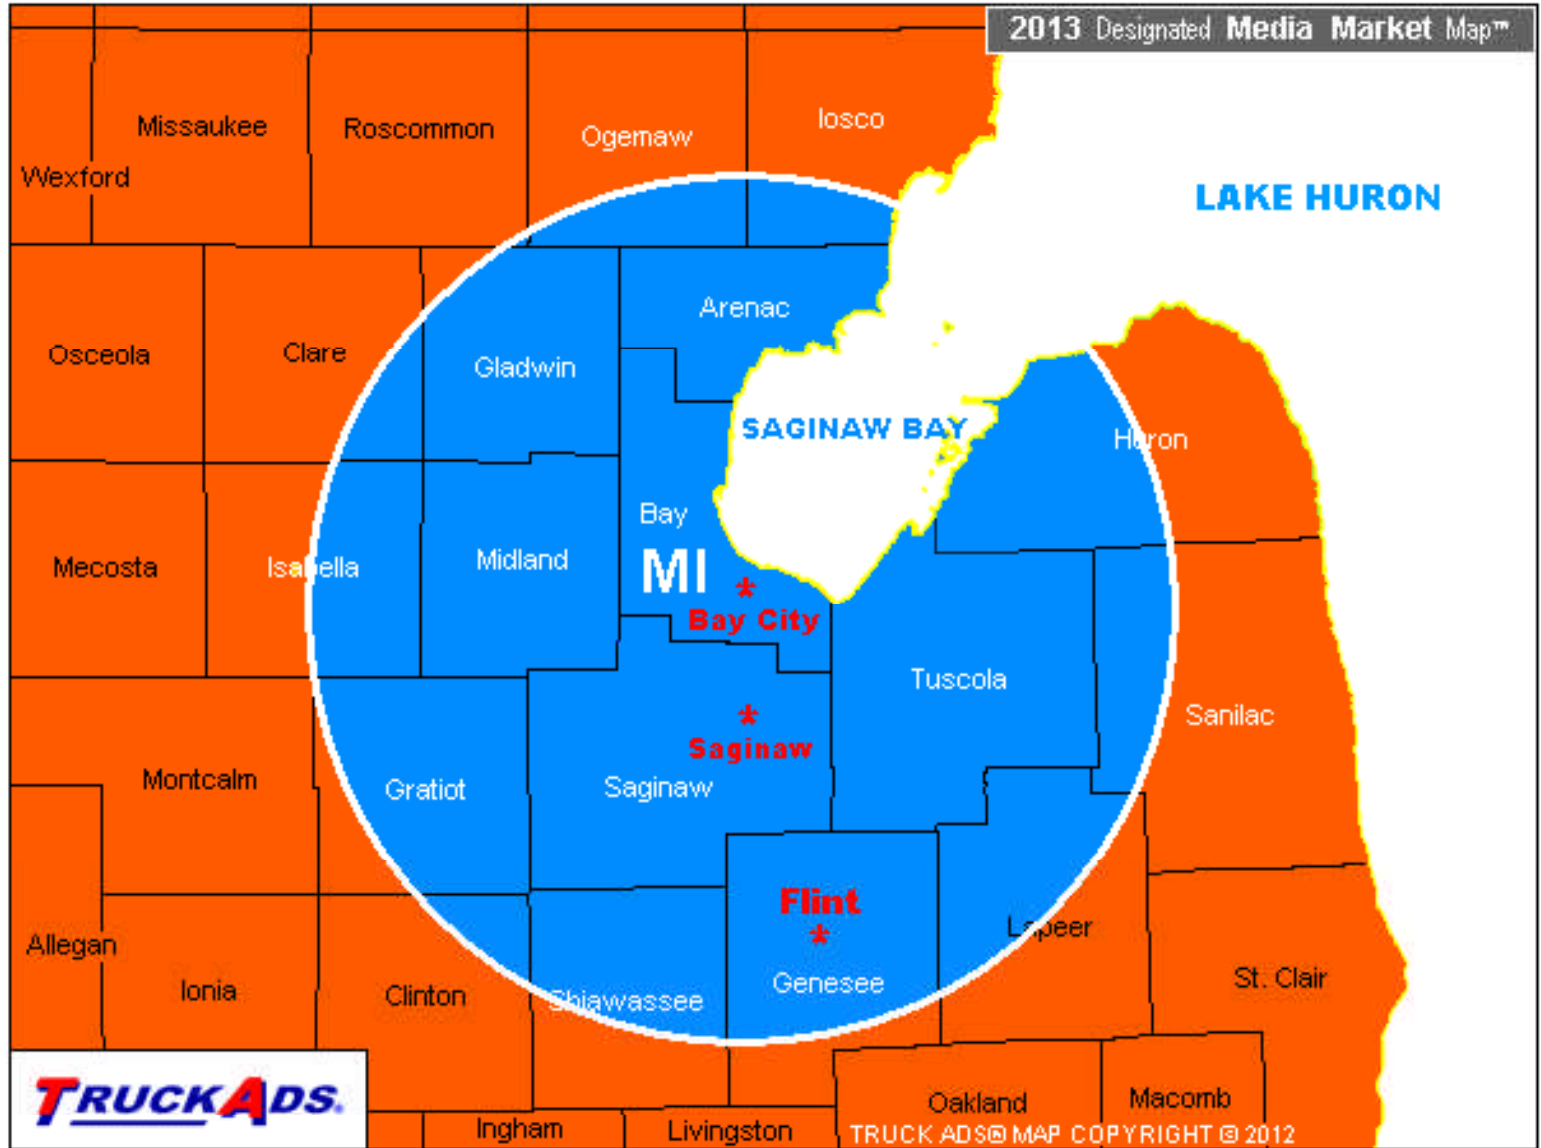 2013 Designated Media Market Map™
Missaukee
Roscommon
Ogemaw
Iosco
Wexford
LAKE HURON
Arenac
Osceola
Clare
Gladwin
SAGINAW BAY
Huron
Bay
Mecosta
Isabella
Midland
MI
*
Bay City
Tuscola
*
Saginaw
Sanilac
Montcalm
Gratiot
Saginaw
Flint
*
Lapeer
Allegan
Ionia
Clinton
Shiawassee
Genesee
St. Clair
TRUCKADS.
Oakland
Macomb
Ingham
Livingston
TRUCK ADS® MAP COPYRIGHT © 2012